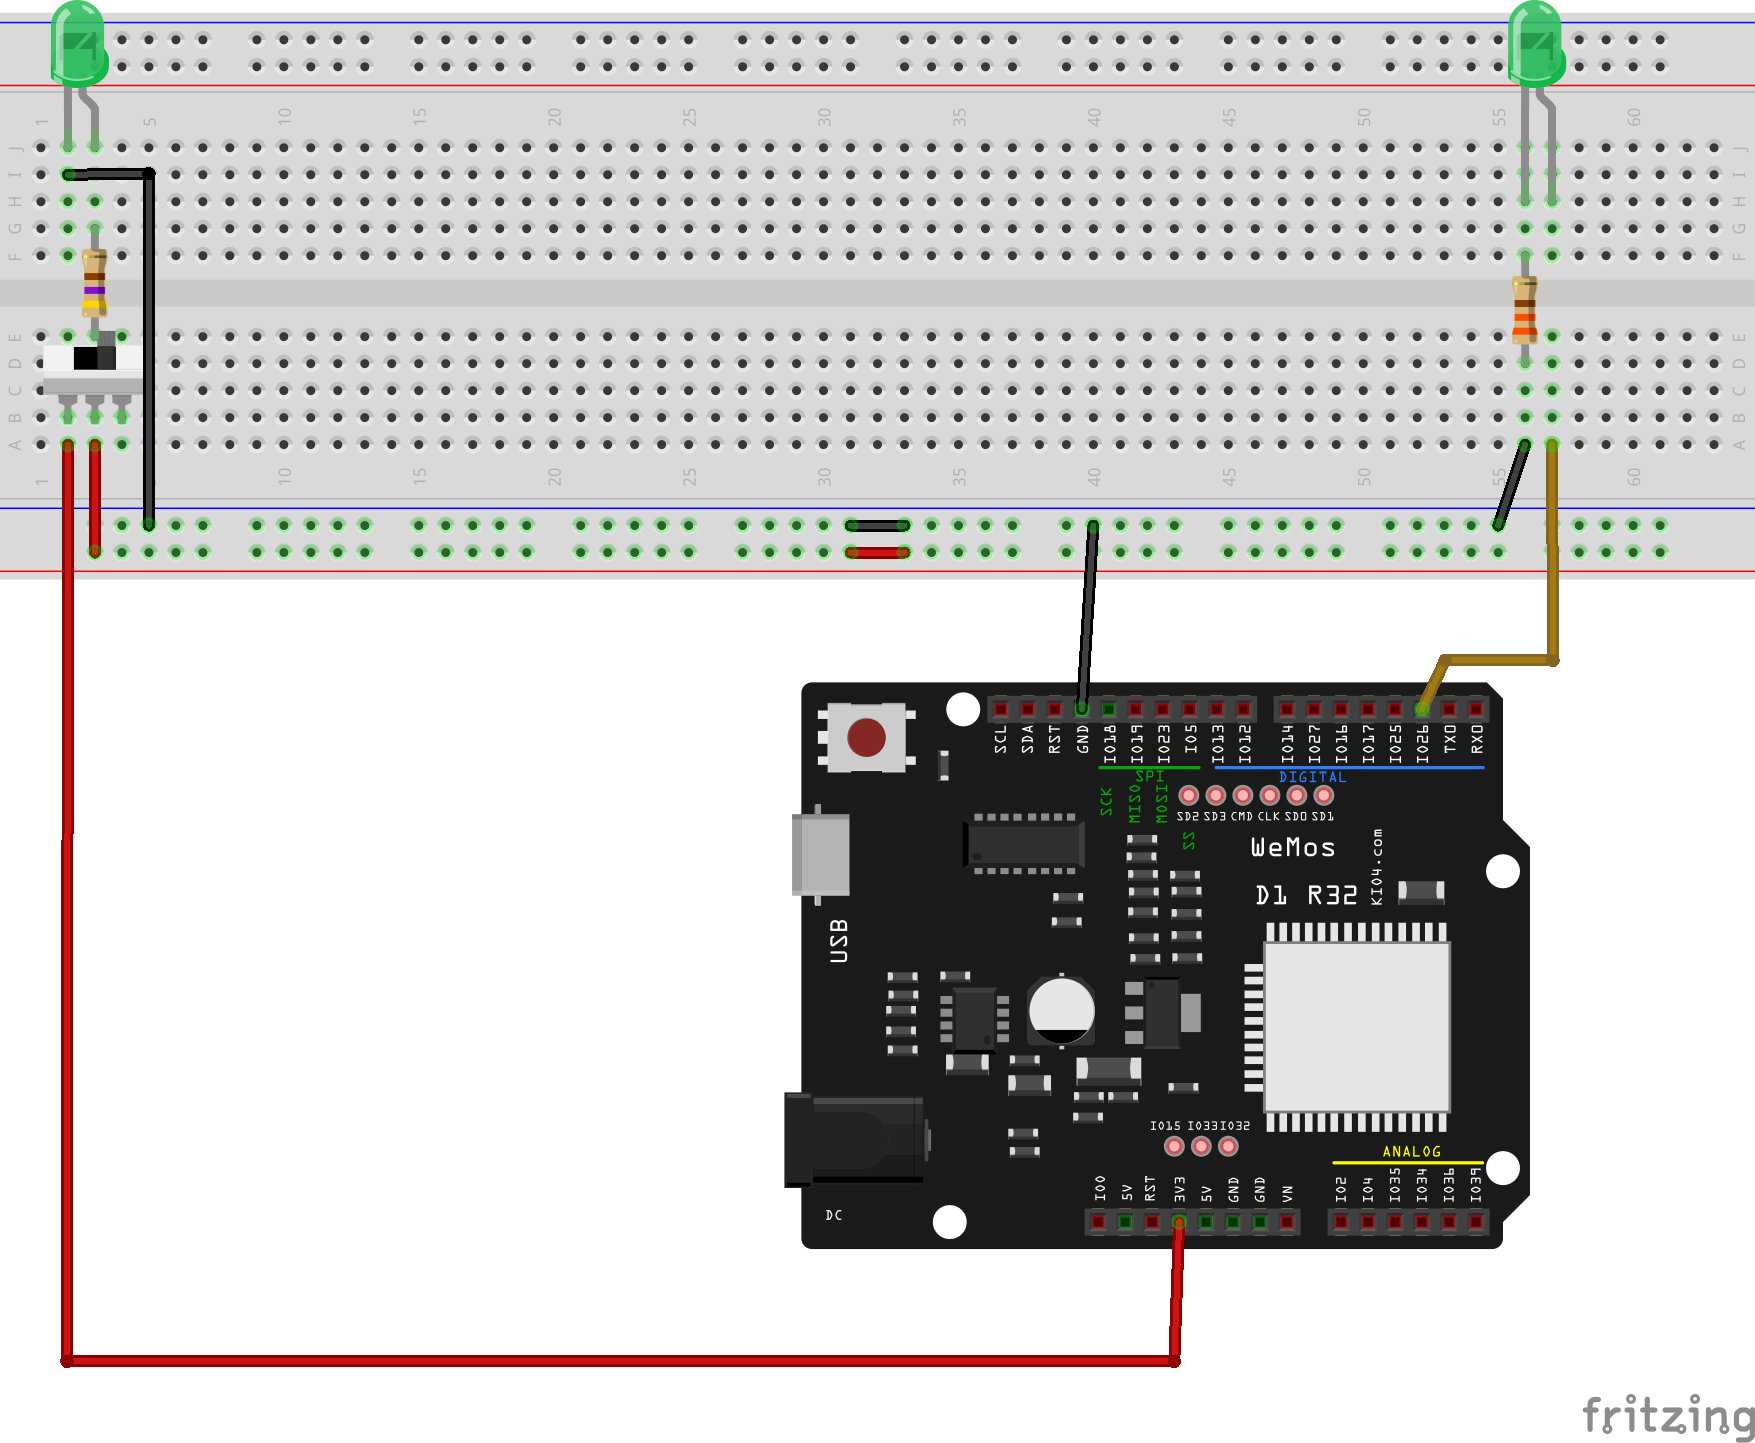 1 5 10 15 20 25 30 35 40 45 50 55 60
J J
I I
H H
G G
F F
E E
D D
C C
B B
A A
1 10 15 20 25 30 35 40 45 50 55 60
SCL SDA RST GND IO18 IO19 IO23 IO5 IO13 IO12 IO14 IO27 IO16 IO17 IO25 IO26 TXO RXO
SPI DIGITAL
SCK MISO MOSI
SD2 SD3 CMD CLK SD0 SD1
SS
WeMos
D1 R32
KIO4.com
USB
IO15 IO33 IO32
ANALOG
IO0 5V RST 3V3 5V GND GND VN IO2 IO4 IO35 IO34 IO36 IO39
DC
fritzing